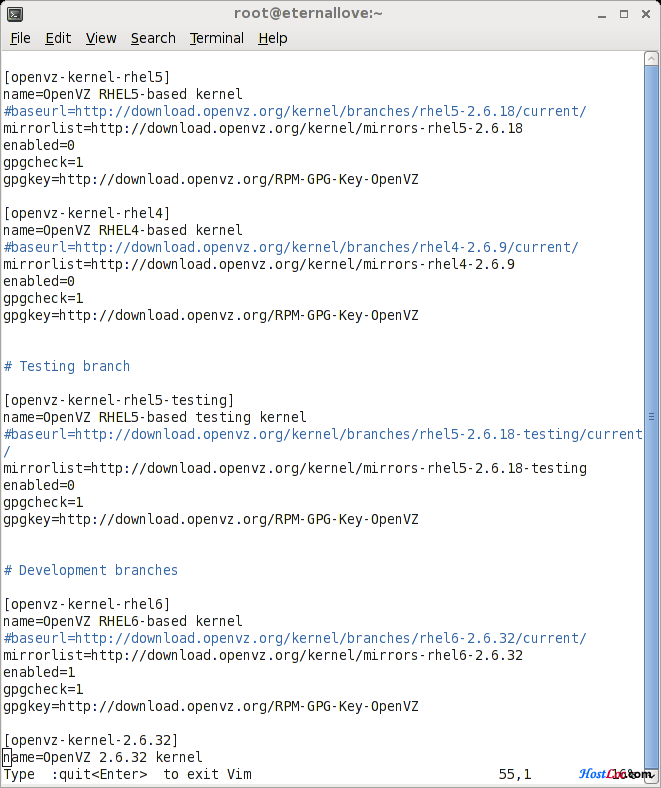 root@eternallove:~
File Edit View Search Terminal Help
[openvz-kernel-rhel5]
name=OpenVZ RHEL5-based kernel
#baseurl=http://download.openvz.org/kernel/branches/rhel5-2.6.18/current/
mirrorlist=http://download.openvz.org/kernel/mirrors-rhel5-2.6.18
enabled=0
gpgcheck=1
gpgkey=http://download.openvz.org/RPM-GPG-Key-OpenVZ
[openvz-kernel-rhel4]
name=OpenVZ RHEL4-based kernel
#baseurl=http://download.openvz.org/kernel/branches/rhel4-2.6.9/current/
mirrorlist=http://download.openvz.org/kernel/mirrors-rhel4-2.6.9
enabled=0
gpgcheck=1
gpgkey=http://download.openvz.org/RPM-GPG-Key-OpenVZ
# Testing branch
[openvz-kernel-rhel5-testing]
name=OpenVZ RHEL5-based testing kernel
#baseurl=http://download.openvz.org/kernel/branches/rhel5-2.6.18-testing/current
/
mirrorlist=http://download.openvz.org/kernel/mirrors-rhel5-2.6.18-testing
enabled=0
gpgcheck=1
gpgkey=http://download.openvz.org/RPM-GPG-Key-OpenVZ
# Development branches
[openvz-kernel-rhel6]
name=OpenVZ RHEL6-based kernel
#baseurl=http://download.openvz.org/kernel/branches/rhel6-2.6.32/current/
mirrorlist=http://download.openvz.org/kernel/mirrors-rhel6-2.6.32
enabled=1
gpgcheck=1
gpgkey=http://download.openvz.org/RPM-GPG-Key-OpenVZ
[openvz-kernel-2.6.32]
name=OpenVZ 2.6.32 kernel
Type  :quit<Enter>  to exit Vim 55,1